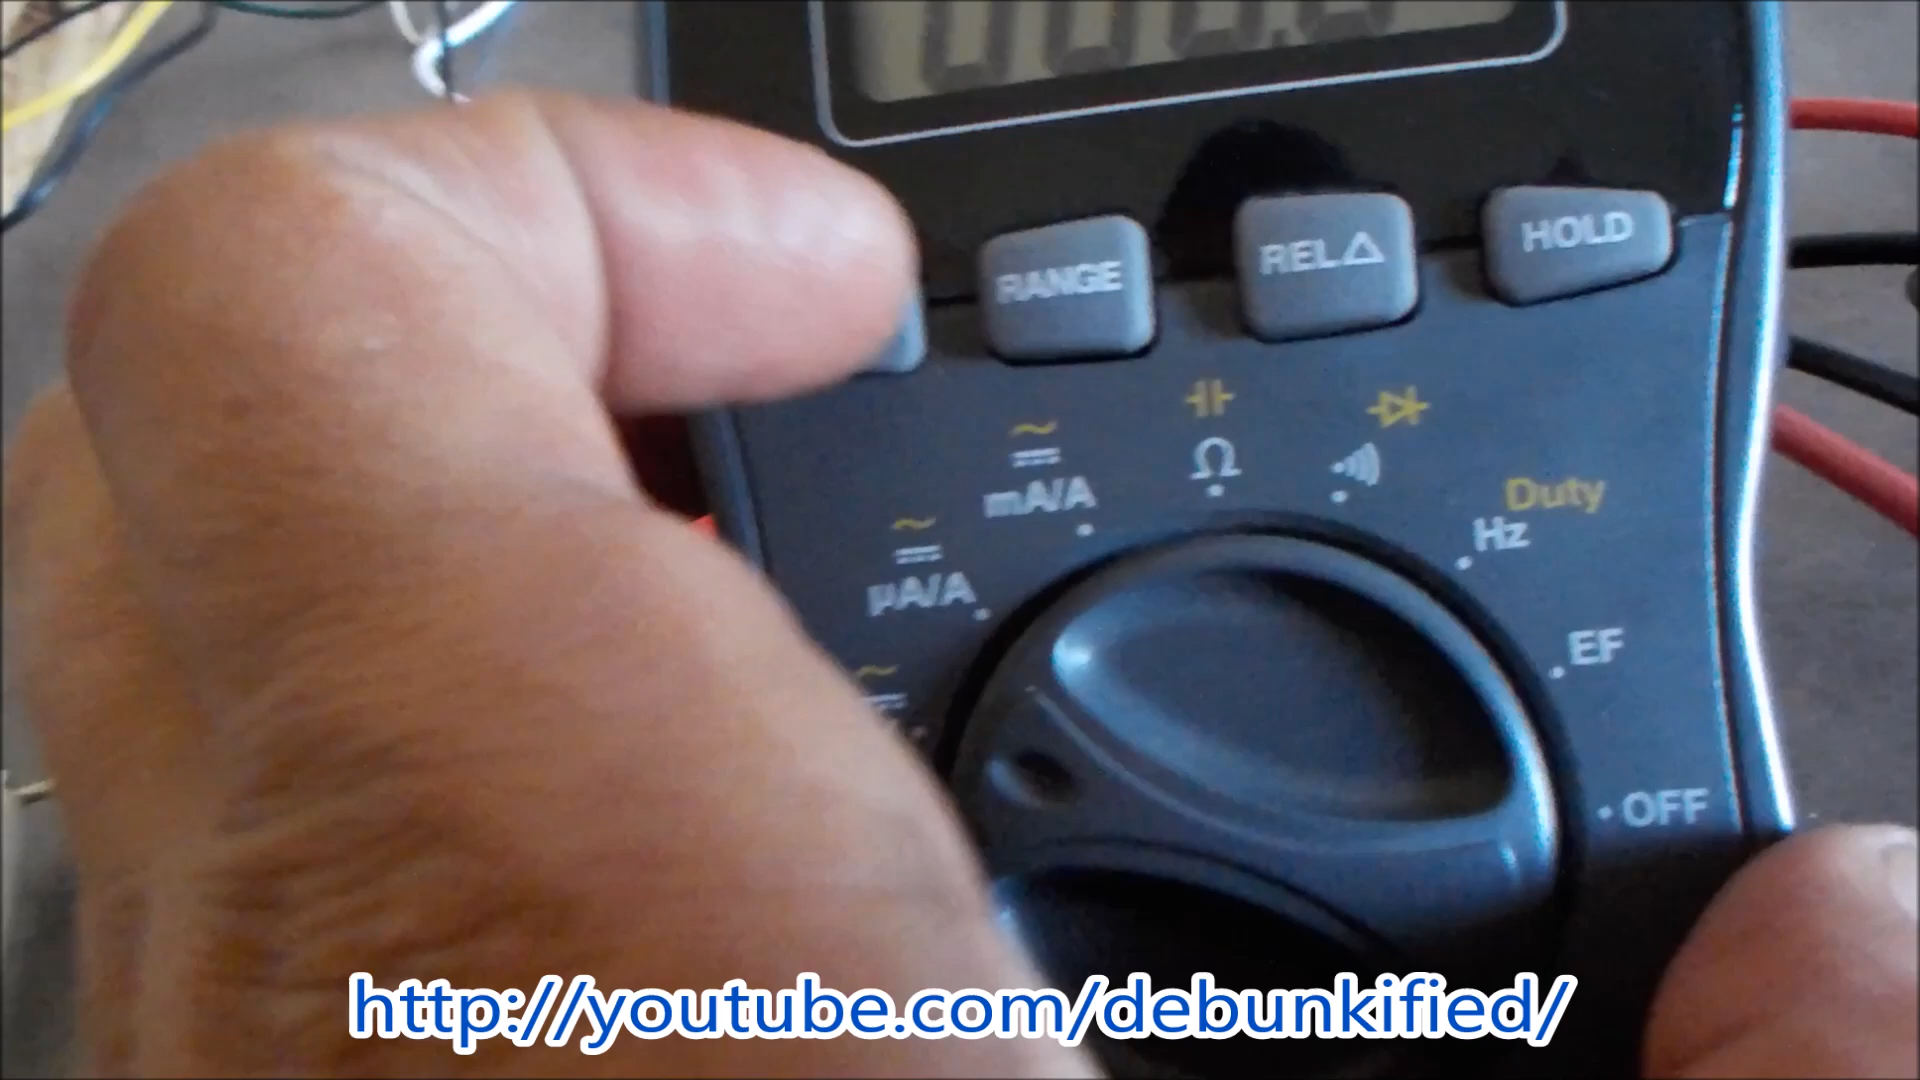 RANGE
REL△
HOLD
mA/A
Ω
Duty
Hz
µA/A
EF
OFF
http://youtube.com/debunkified/